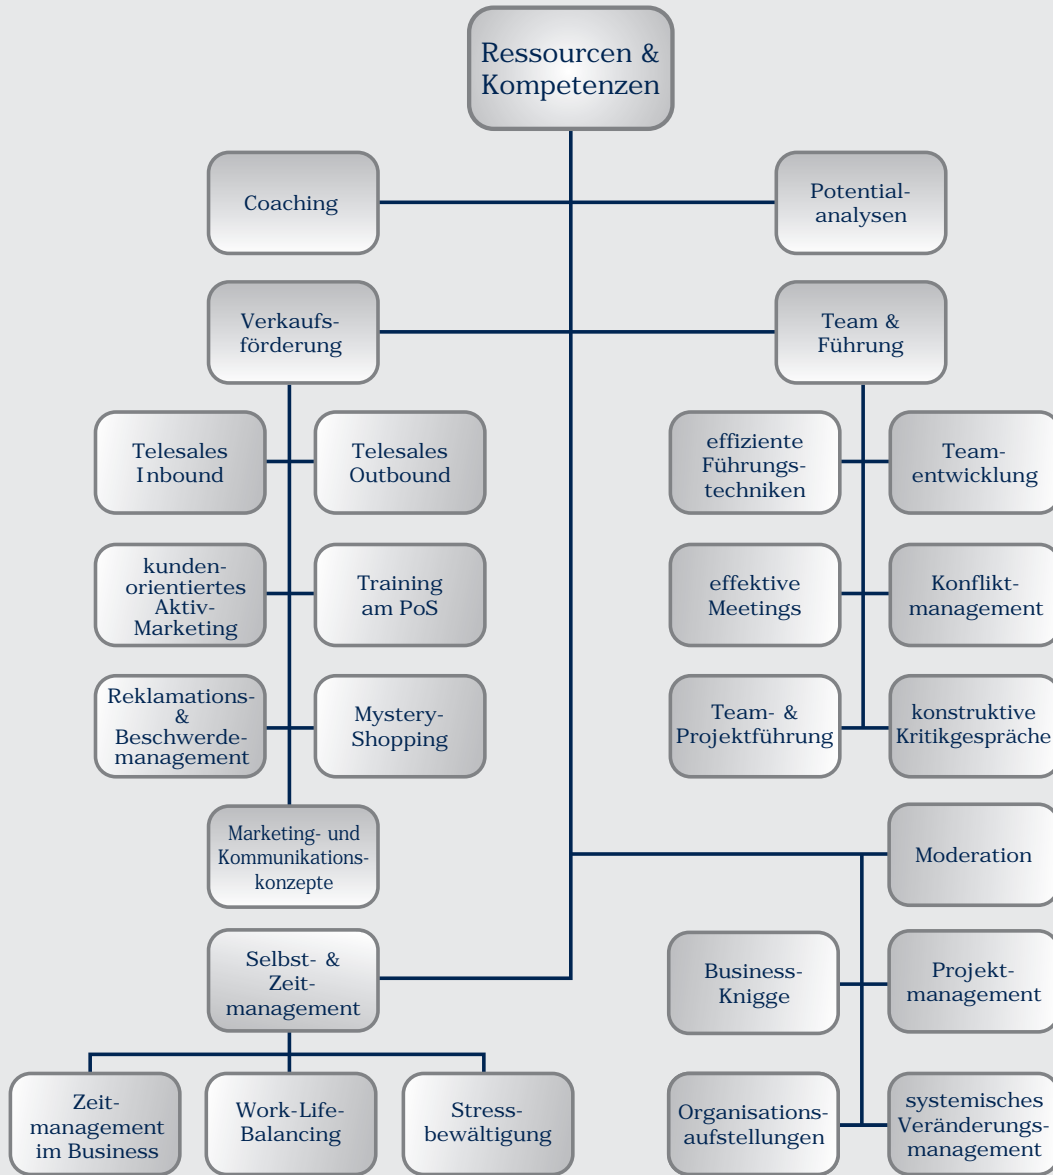 Ressourcen &
Kompetenzen
Coaching
Potential-
analysen
Verkaufs-
förderung
Team &
Führung
Telesales
Inbound
Telesales
Outbound
effiziente
Führungs-
techniken
Team-
entwicklung
kunden-
orientiertes
Aktiv-
Marketing
Training
am PoS
effektive
Meetings
Konflikt-
management
Reklamations-
&
Beschwerde-
management
Mystery-
Shopping
Team- &
Projektführung
konstruktive
Kritikgespräche
Marketing- und
Kommunikations-
konzepte
Moderation
Selbst- &
Zeit-
management
Business-
Knigge
Projekt-
management
Zeit-
management
im Business
Work-Life-
Balancing
Stress-
bewältigung
Organisations-
aufstellungen
systemisches
Veränderungs-
management